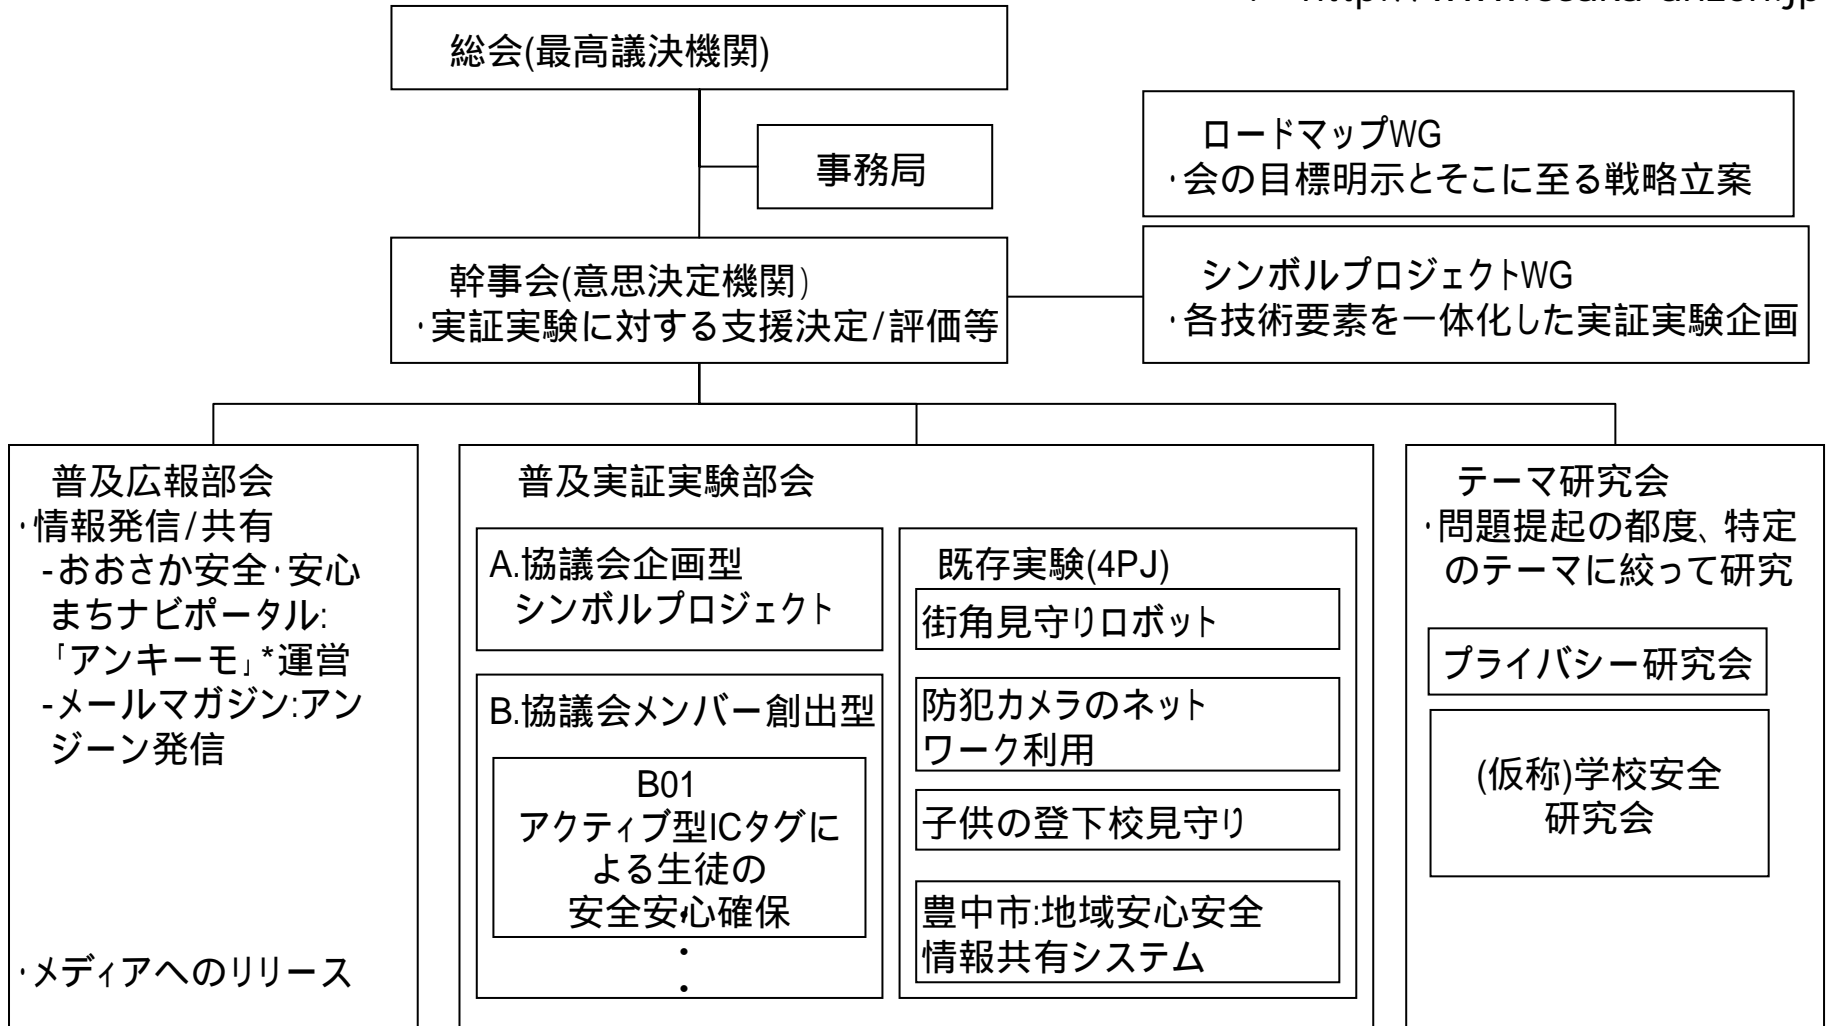 総会(最高議決機関)
事務局
ロードマップWG
・会の目標明示とそこに至る戦略立案
幹事会(意思決定機関)
・実証実験に対する支援決定/評価等
シンボルプロジェクトWG
・各技術要素を一体化した実証実験企画
普及広報部会
・情報発信/共有
-おおさか安全・安心
まちナビポータル:
「アンキーモ」*運営
-メールマガジン:アン
ジーン発信
・メディアへのリリース
普及実証実験部会
A.協議会企画型
シンボルプロジェクト
B.協議会メンバー創出型
B01
アクティブ型ICタグに
よる生徒の
安全安心確保
・
・
既存実験(4PJ)
街角見守りロボット
防犯カメラのネット
ワーク利用
子供の登下校見守り
豊中市:地域安心安全
情報共有システム
テーマ研究会
・問題提起の都度、特定
のテーマに絞って研究
プライバシー研究会
(仮称)学校安全
研究会